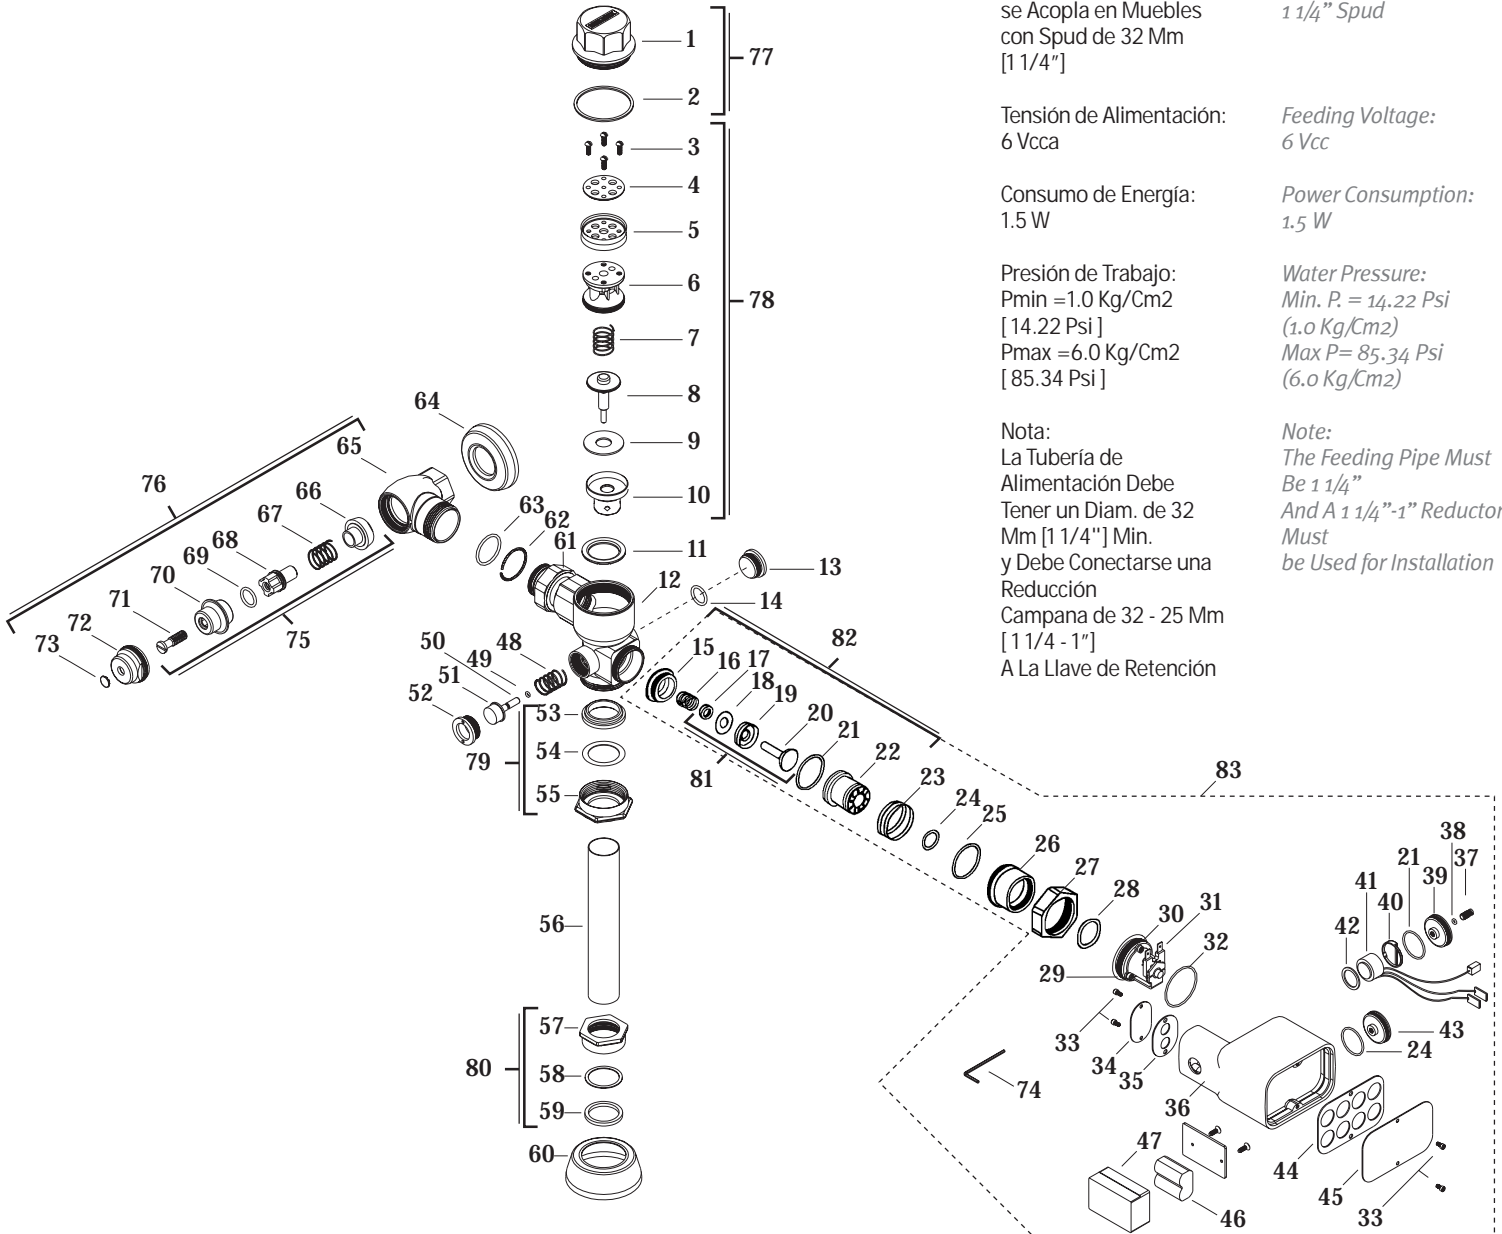 se Acopla en Muebles
con Spud de 32 Mm
[1 1/4"]
Tensión de Alimentación:
6 Vcca
Consumo de Energía:
1.5 W
Presión de Trabajo:
Pmin =1.0 Kg/Cm2
[ 14.22 Psi ]
Pmax =6.0 Kg/Cm2
[ 85.34 Psi ]
Nota:
La Tubería de
Alimentación Debe
Tener un Diam. de 32
Mm [1 1/4''] Min.
y Debe Conectarse una
Reducción
Campana de 32 - 25 Mm
[ 1 1/4 - 1"]
A La Llave de Retención
1 1/4" Spud
Feeding Voltage:
6 Vcc
Power Consumption:
1.5 W
Water Pressure:
Min. P. = 14.22 Psi
(1.0 Kg/Cm2)
Max P= 85.34 Psi
(6.0 Kg/Cm2)
Note:
The Feeding Pipe Must
Be 1 1/4"
And A 1 1/4"-1" Reductor
Must
be Used for Installation
1
77
2
3
4
5
6
78
7
8
9
10
11
12
13
14
64
65
76
66
67
68
69
70
71
72
73
75
63
62
61
48
49
50
51
52
53
54
79
55
56
57
58
80
59
60
82
15
16
17
18
19
20
21
81
22
23
24
25
26
27
28
83
29
30
31
32
33
34
35
36
74
38
37
21
39
41
40
42
43
24
44
45
33
47
46